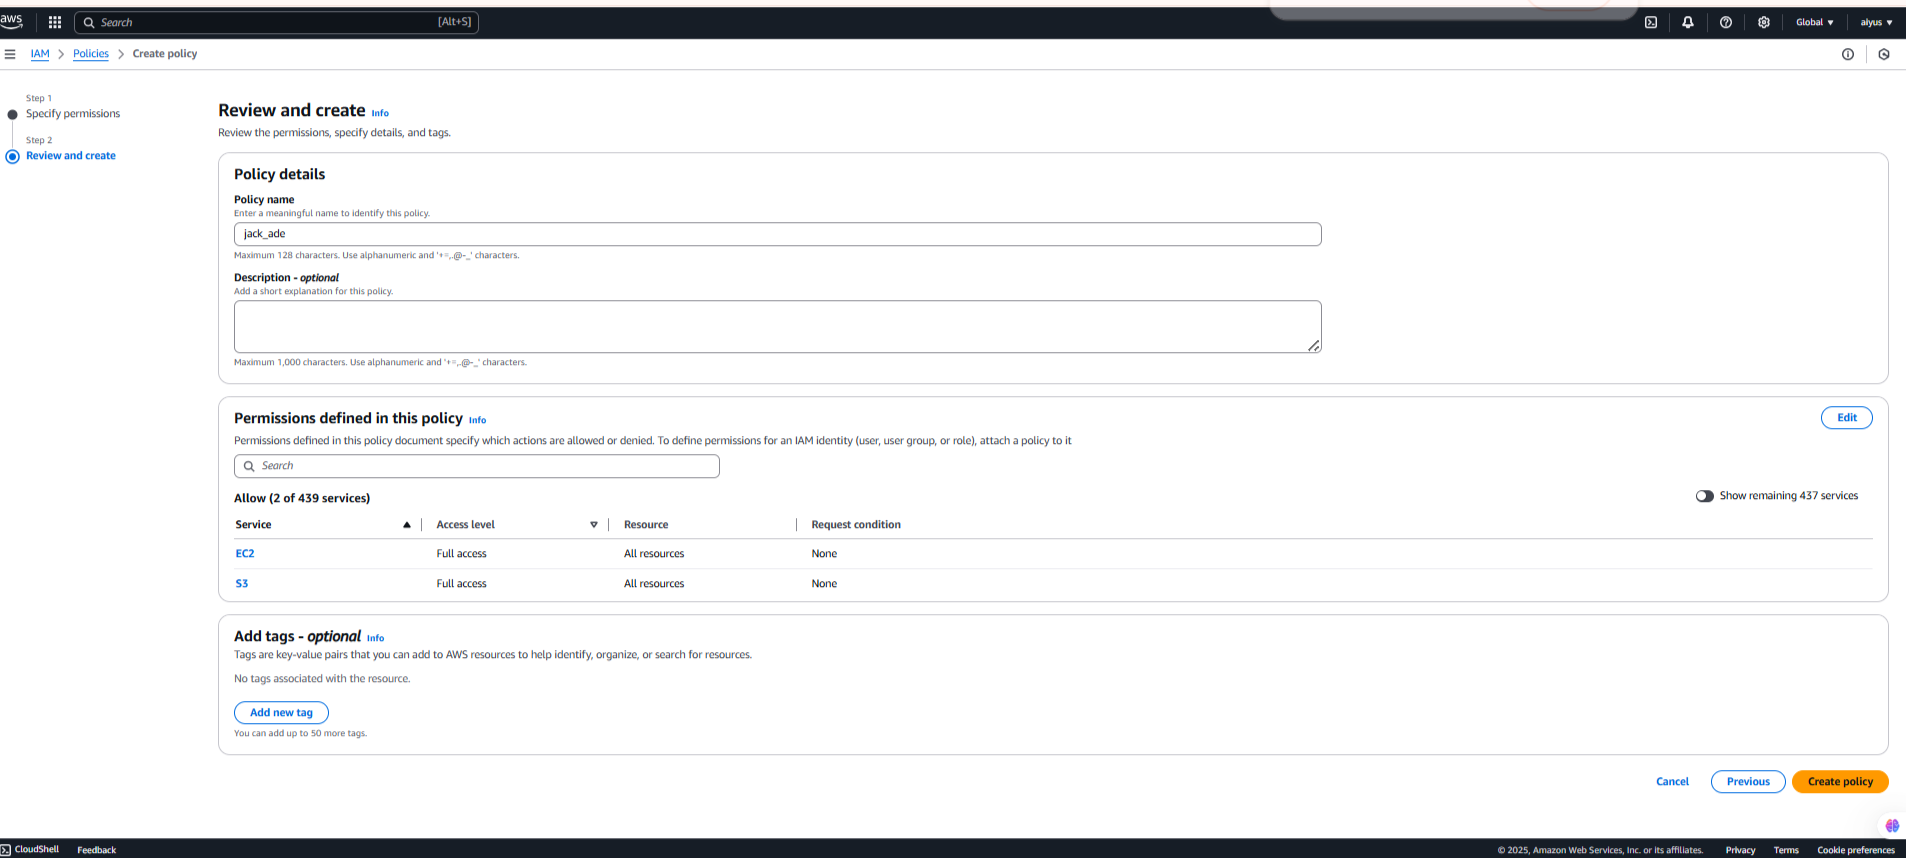 aws
Search [Alt+S]
Global ▼
aiyus ▼
IAM > Policies > Create policy
Step 1
Specify permissions
Step 2
Review and create
Review and create Info
Review the permissions, specify details, and tags.
Policy details
Policy name
Enter a meaningful name to identify this policy.
jack_ade
Maximum 128 characters. Use alphanumeric and '+=,.@-_' characters.
Description - optional
Add a short explanation for this policy.
Maximum 1,000 characters. Use alphanumeric and '+=,.@-_' characters.
Permissions defined in this policy Info
Edit
Permissions defined in this policy document specify which actions are allowed or denied. To define permissions for an IAM identity (user, user group, or role), attach a policy to it
Search
Allow (2 of 439 services)
Show remaining 437 services
Service ▲ | Access level ▽ | Resource | Request condition
EC2 Full access All resources None
S3 Full access All resources None
Add tags - optional Info
Tags are key-value pairs that you can add to AWS resources to help identify, organize, or search for resources.
No tags associated with the resource.
Add new tag
You can add up to 50 more tags.
Cancel Previous Create policy
CloudShell Feedback © 2025, Amazon Web Services, Inc. or its affiliates. Privacy Terms Cookie preferences